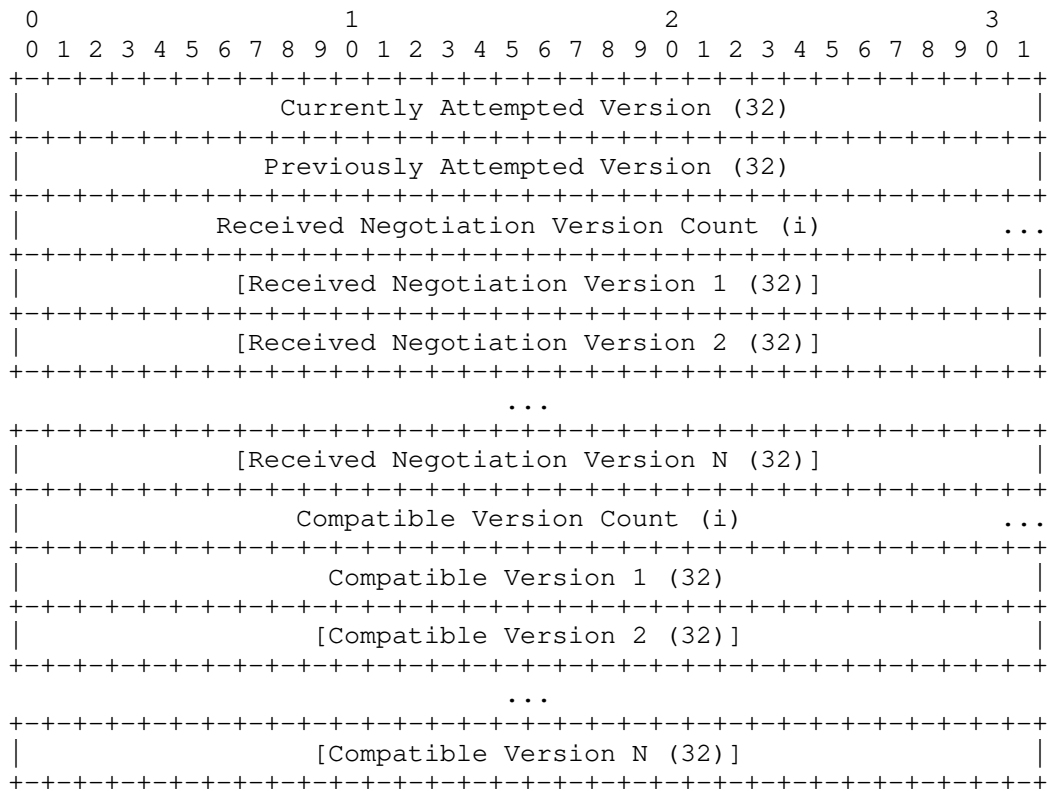 0                   1                   2                   3
 0 1 2 3 4 5 6 7 8 9 0 1 2 3 4 5 6 7 8 9 0 1 2 3 4 5 6 7 8 9 0 1
+-+-+-+-+-+-+-+-+-+-+-+-+-+-+-+-+-+-+-+-+-+-+-+-+-+-+-+-+-+-+-+-+
|                Currently Attempted Version (32)               |
+-+-+-+-+-+-+-+-+-+-+-+-+-+-+-+-+-+-+-+-+-+-+-+-+-+-+-+-+-+-+-+-+
|               Previously Attempted Version (32)               |
+-+-+-+-+-+-+-+-+-+-+-+-+-+-+-+-+-+-+-+-+-+-+-+-+-+-+-+-+-+-+-+-+
|            Received Negotiation Version Count (i)           ...
+-+-+-+-+-+-+-+-+-+-+-+-+-+-+-+-+-+-+-+-+-+-+-+-+-+-+-+-+-+-+-+-+
|             [Received Negotiation Version 1 (32)]             |
+-+-+-+-+-+-+-+-+-+-+-+-+-+-+-+-+-+-+-+-+-+-+-+-+-+-+-+-+-+-+-+-+
|             [Received Negotiation Version 2 (32)]             |
+-+-+-+-+-+-+-+-+-+-+-+-+-+-+-+-+-+-+-+-+-+-+-+-+-+-+-+-+-+-+-+-+
                               ...
+-+-+-+-+-+-+-+-+-+-+-+-+-+-+-+-+-+-+-+-+-+-+-+-+-+-+-+-+-+-+-+-+
|             [Received Negotiation Version N (32)]             |
+-+-+-+-+-+-+-+-+-+-+-+-+-+-+-+-+-+-+-+-+-+-+-+-+-+-+-+-+-+-+-+-+
|                 Compatible Version Count (i)                ...
+-+-+-+-+-+-+-+-+-+-+-+-+-+-+-+-+-+-+-+-+-+-+-+-+-+-+-+-+-+-+-+-+
|                   Compatible Version 1 (32)                   |
+-+-+-+-+-+-+-+-+-+-+-+-+-+-+-+-+-+-+-+-+-+-+-+-+-+-+-+-+-+-+-+-+
|                  [Compatible Version 2 (32)]                  |
+-+-+-+-+-+-+-+-+-+-+-+-+-+-+-+-+-+-+-+-+-+-+-+-+-+-+-+-+-+-+-+-+
                               ...
+-+-+-+-+-+-+-+-+-+-+-+-+-+-+-+-+-+-+-+-+-+-+-+-+-+-+-+-+-+-+-+-+
|                  [Compatible Version N (32)]                  |
+-+-+-+-+-+-+-+-+-+-+-+-+-+-+-+-+-+-+-+-+-+-+-+-+-+-+-+-+-+-+-+-+